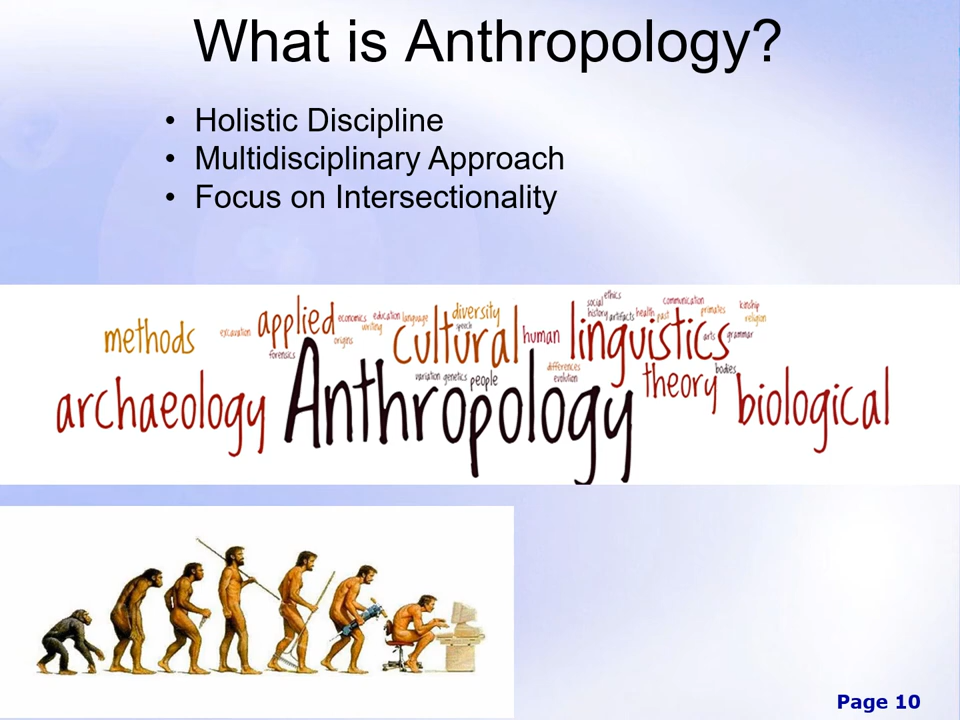 What is Anthropology?
• Holistic Discipline
• Multidisciplinary Approach
• Focus on Intersectionality
methods
excavation
applied
forensics
origins
economics
writing
education
language
cultural
diversity
speech
human
linguistics
social
ethics
history
artifacts
health
past
communication
primates
arts
grammar
kinship
religion
archaeology
Anthropology
variation
genetics
people
differences
evolution
theory
bodies
biological
Page 10